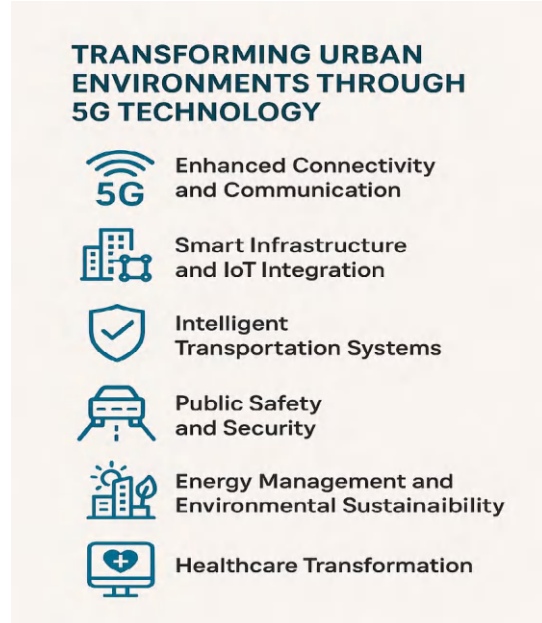 TRANSFORMING URBAN
ENVIRONMENTS THROUGH
5G TECHNOLOGY
5G
Enhanced Connectivity
and Communication
Smart Infrastructure
and IoT Integration
Intelligent
Transportation Systems
Public Safety
and Security
Energy Management and
Environmental Sustainaibility
Healthcare Transformation